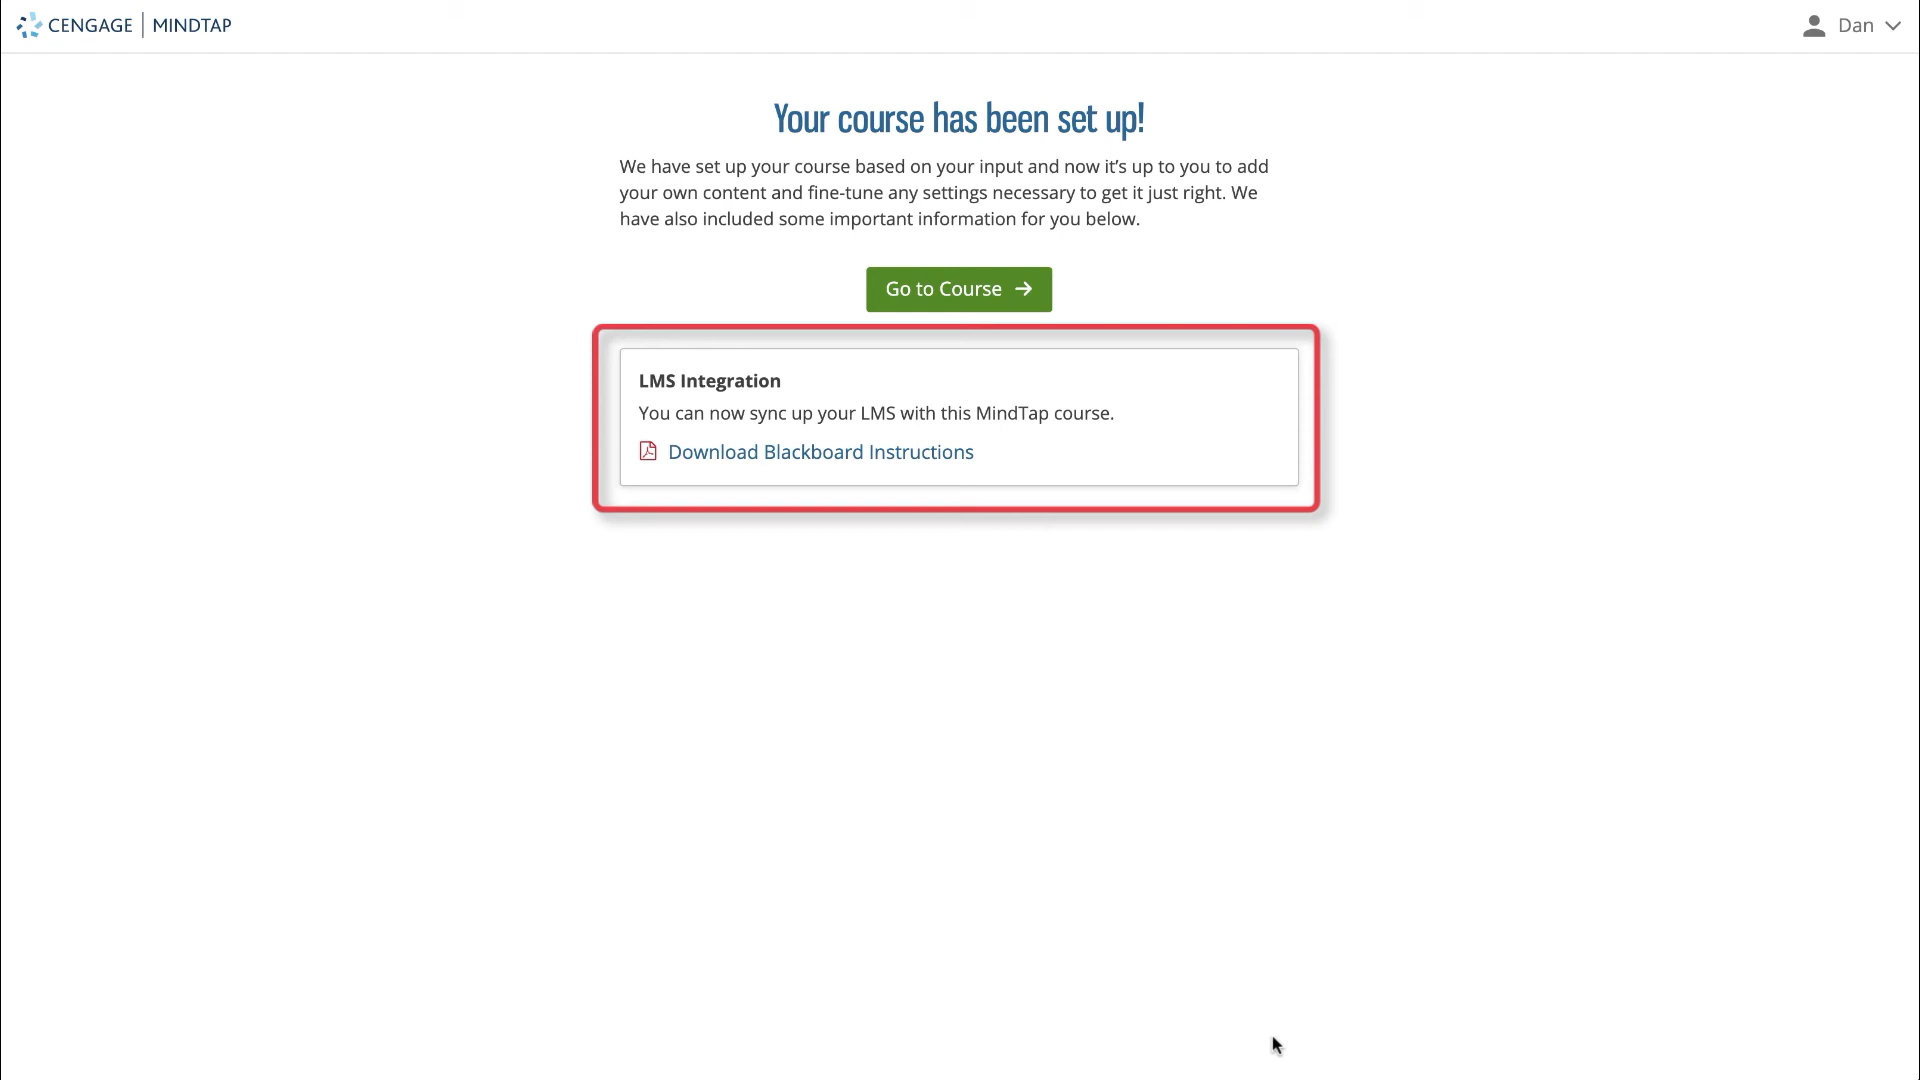 CENGAGE | MINDTAP
Dan
Your course has been set up!
We have set up your course based on your input and now it’s up to you to add
your own content and fine-tune any settings necessary to get it just right. We
have also included some important information for you below.
Go to Course →
LMS Integration
You can now sync up your LMS with this MindTap course.
Download Blackboard Instructions